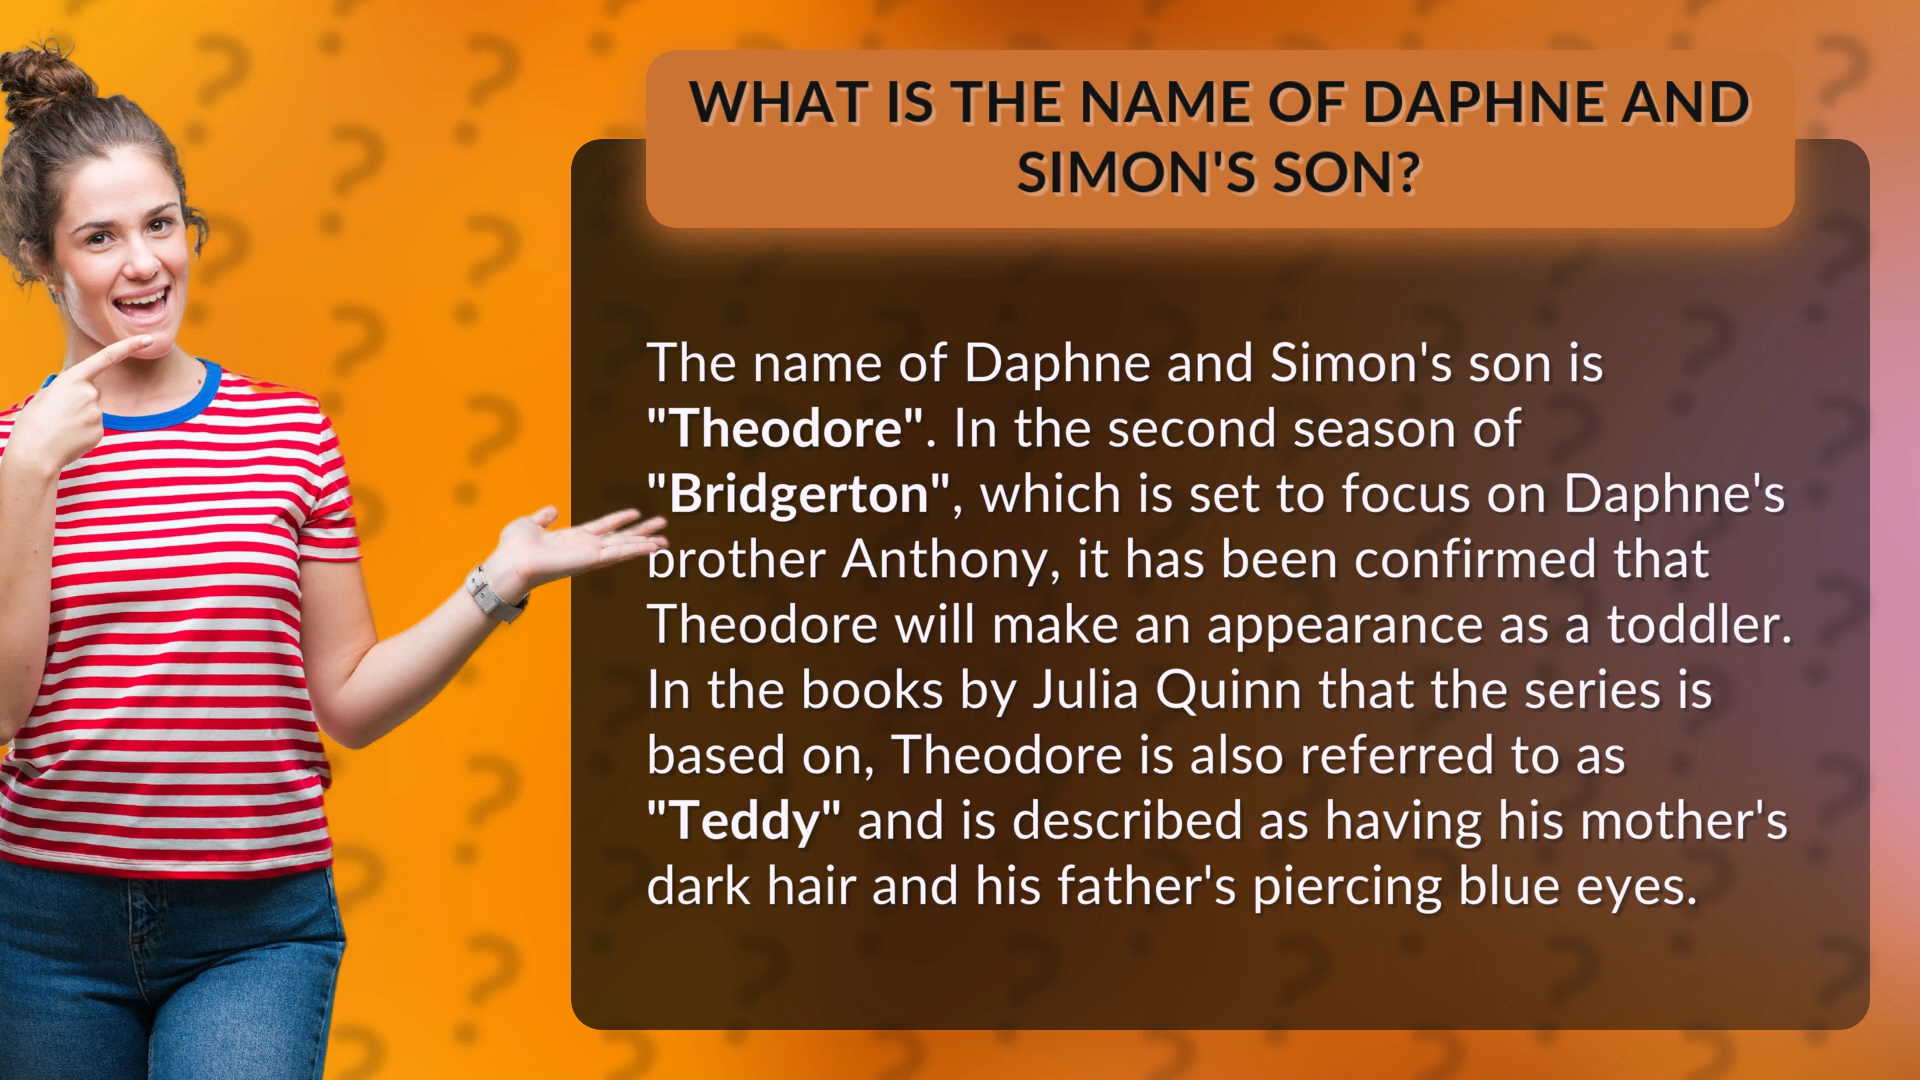 WHAT IS THE NAME OF DAPHNE AND
SIMON'S SON?
The name of Daphne and Simon's son is
"Theodore". In the second season of
"Bridgerton", which is set to focus on Daphne's
brother Anthony, it has been confirmed that
Theodore will make an appearance as a toddler.
In the books by Julia Quinn that the series is
based on, Theodore is also referred to as
"Teddy" and is described as having his mother's
dark hair and his father's piercing blue eyes.